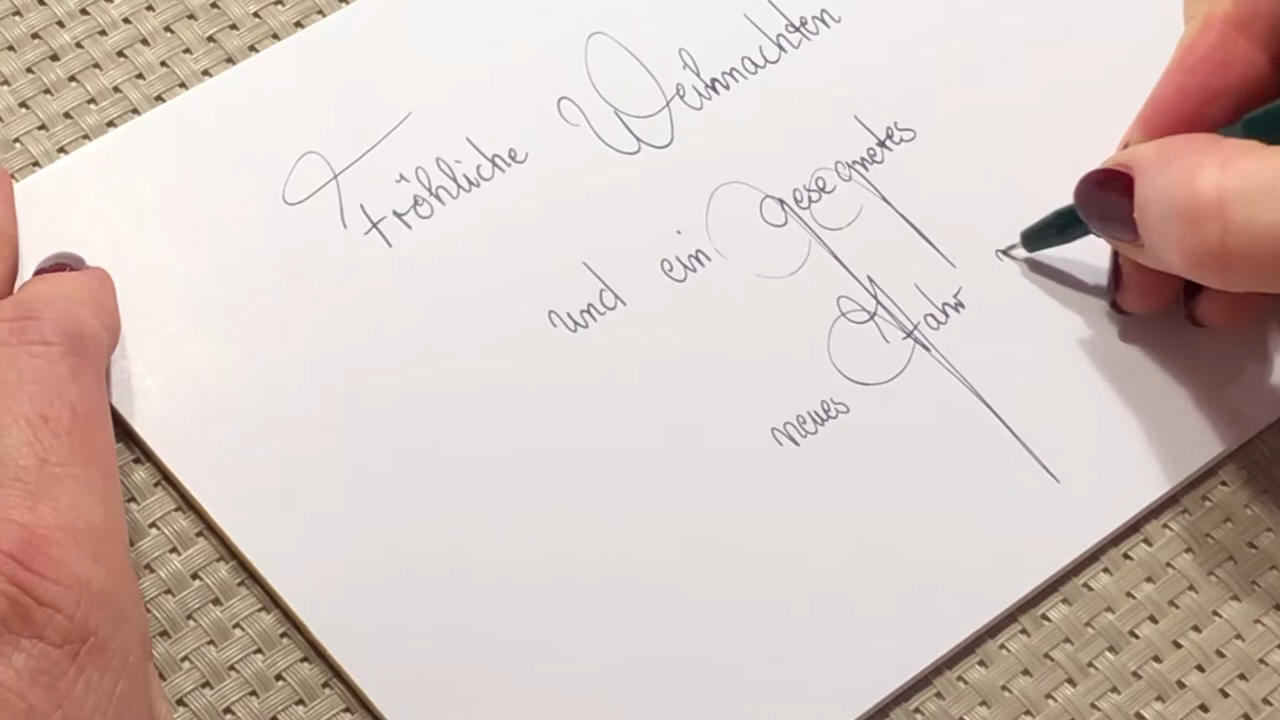 Fröhliche Weihnachten
und ein gesegnetes
neues Jahr